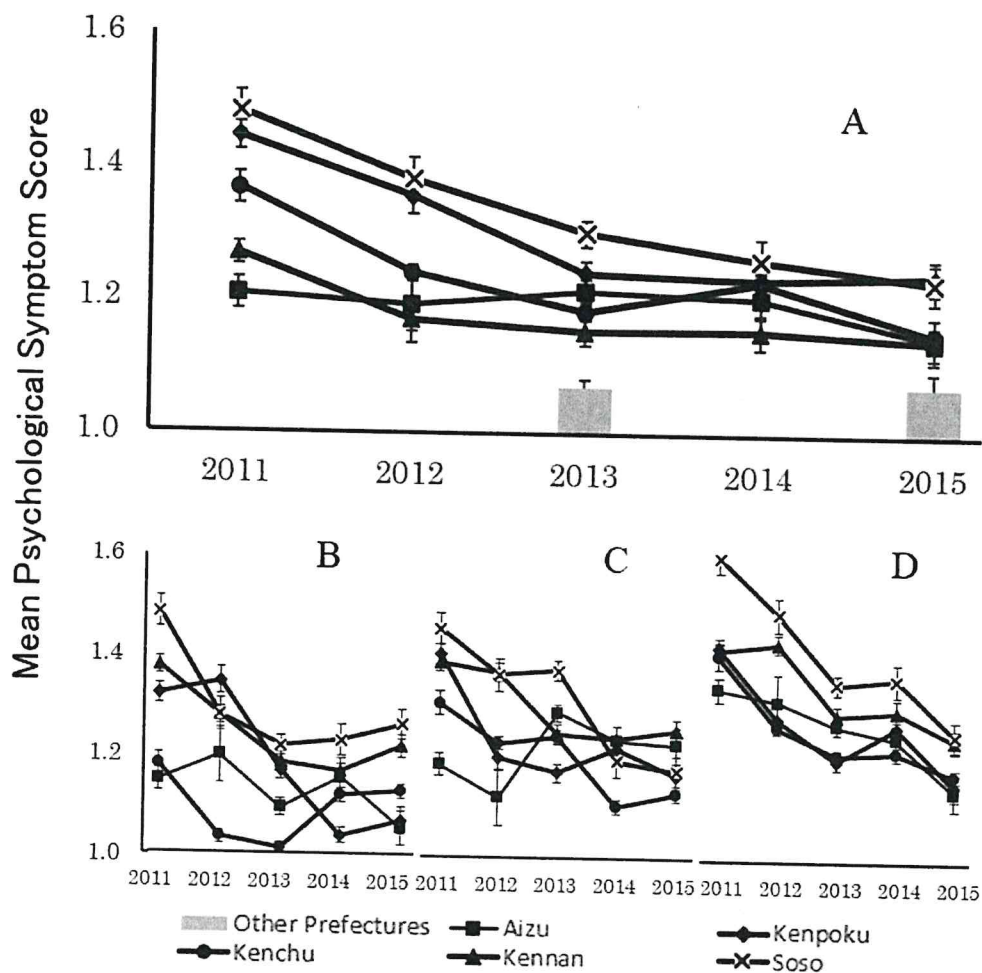 Mean Psychological Symptom Score
1.6
1.4
1.2
1.0
A
2011 2012 2013 2014 2015
1.6
1.4
1.2
1.0
B
C
D
2011 2012 2013 2014 2015
2011 2012 2013 2014 2015
2011 2012 2013 2014 2015
Other Prefectures Aizu Kenpoku
Kenchu Kennan Soso